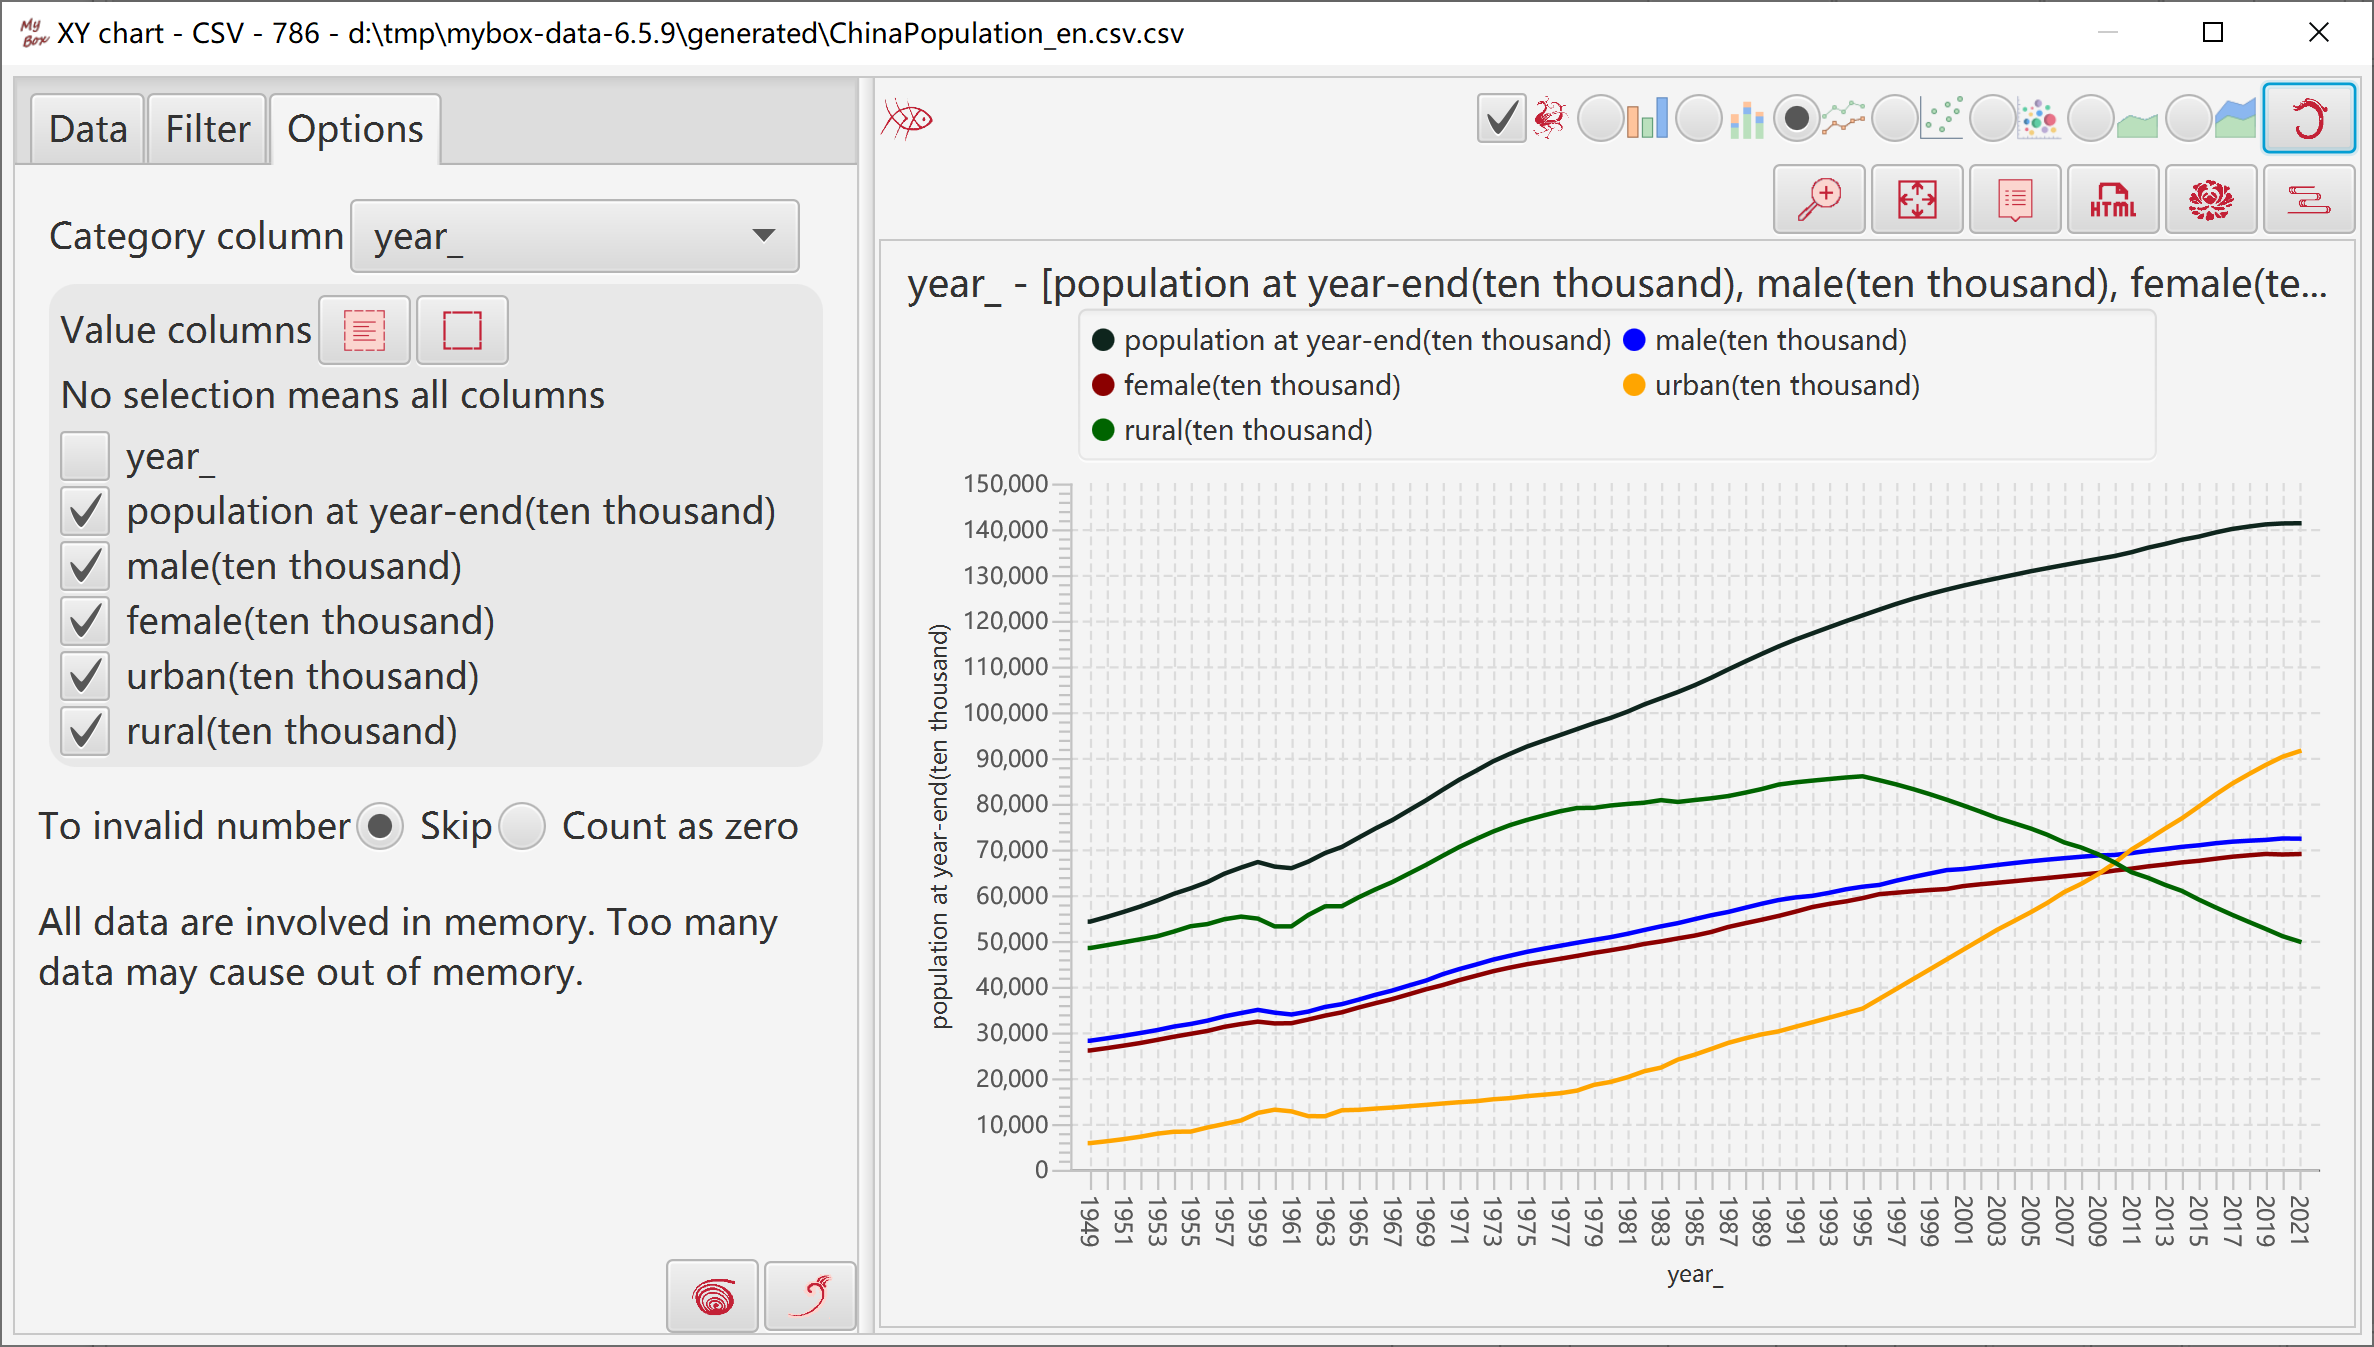 My Box XY chart - CSV - 786 - d:\tmp\mybox-data-6.5.9\generated\ChinaPopulation_en.csv.csv
Data Filter Options
Category column year_
Value columns
No selection means all columns
year_
population at year-end(ten thousand)
male(ten thousand)
female(ten thousand)
urban(ten thousand)
rural(ten thousand)
To invalid number Skip Count as zero
All data are involved in memory. Too many
data may cause out of memory.
HTML
year_ - [population at year-end(ten thousand), male(ten thousand), female(te...
population at year-end(ten thousand) male(ten thousand)
female(ten thousand) urban(ten thousand)
rural(ten thousand)
population at year-end(ten thousand)
150,000
140,000
130,000
120,000
110,000
100,000
90,000
80,000
70,000
60,000
50,000
40,000
30,000
20,000
10,000
0
1949 1951 1953 1955 1957 1959 1961 1963 1965 1967 1969 1971 1973 1975 1977 1979 1981 1983 1985 1987 1989 1991 1993 1995 1997 1999 2001 2003 2005 2007 2009 2011 2013 2015 2017 2019 2021
year_